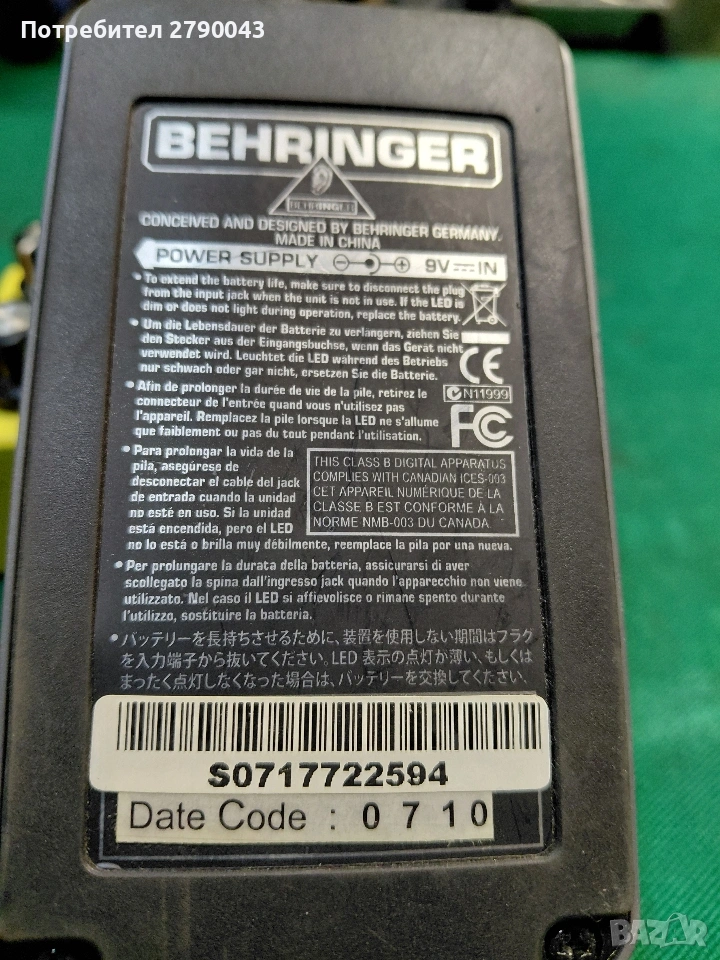 Потребител 2790043
BEHRINGER
BEHRINGER
CONCEIVED AND DESIGNED BY BEHRINGER GERMANY.
MADE IN CHINA
POWER SUPPLY 9V IN
• To extend the battery life, make sure to disconnect the plug
from the input jack when the unit is not in use. If the LED is
dim or does not light during operation, replace the battery.
• Um die Lebensdauer der Batterie zu verlangern, ziehen Sie
den Stecker aus der Eingangsbuchse, wenn das Gerät nicht
verwendet wird. Leuchtet die LED während des Betriebs
nur schwach oder gar nicht, ersetzen Sie die Batterie.
CE
N11999
• Afin de prolonger la durée de vie de la pile, retirez le
connecteur de l'entrée quand vous n'utilisez pas
l'appareil. Remplacez la pile lorsque la LED ne s'allume
que faiblement ou pas du tout pendant l'utilisation.
FC
• Para prolongar la vida de la
pila, asegúrese de
desconectar el cable del jack
de entrada cuando la unidad
no esté en uso. Si la unidad
está encendida, pero el LED
no lo está o brilla muy débilmente, reemplace la pila por una nueva.
THIS CLASS B DIGITAL APPARATUS
COMPLIES WITH CANADIAN ICES-003
CET APPAREIL NUMÉRIQUE DE LA
CLASSE B EST CONFORME À LA
NORME NMB-003 DU CANADA.
• Per prolungare la durata della batteria, assicurarsi di aver
scollegato la spina dall'ingresso jack quando l'apparecchio non viene
utilizzato. Nel caso il LED si affievolisce o rimane spento durante
l'utilizzo, sostituire la batteria.
• バッテリーを長持ちさせるために、装置を使用しない期間はプラグ
を入力端子から抜いてください。LED 表示の点灯が薄い、もしくは
まったく点灯しなくなった場合は、バッテリーを交換してください。
S0717722594
Date Code : 0 7 1 0
BAZAR